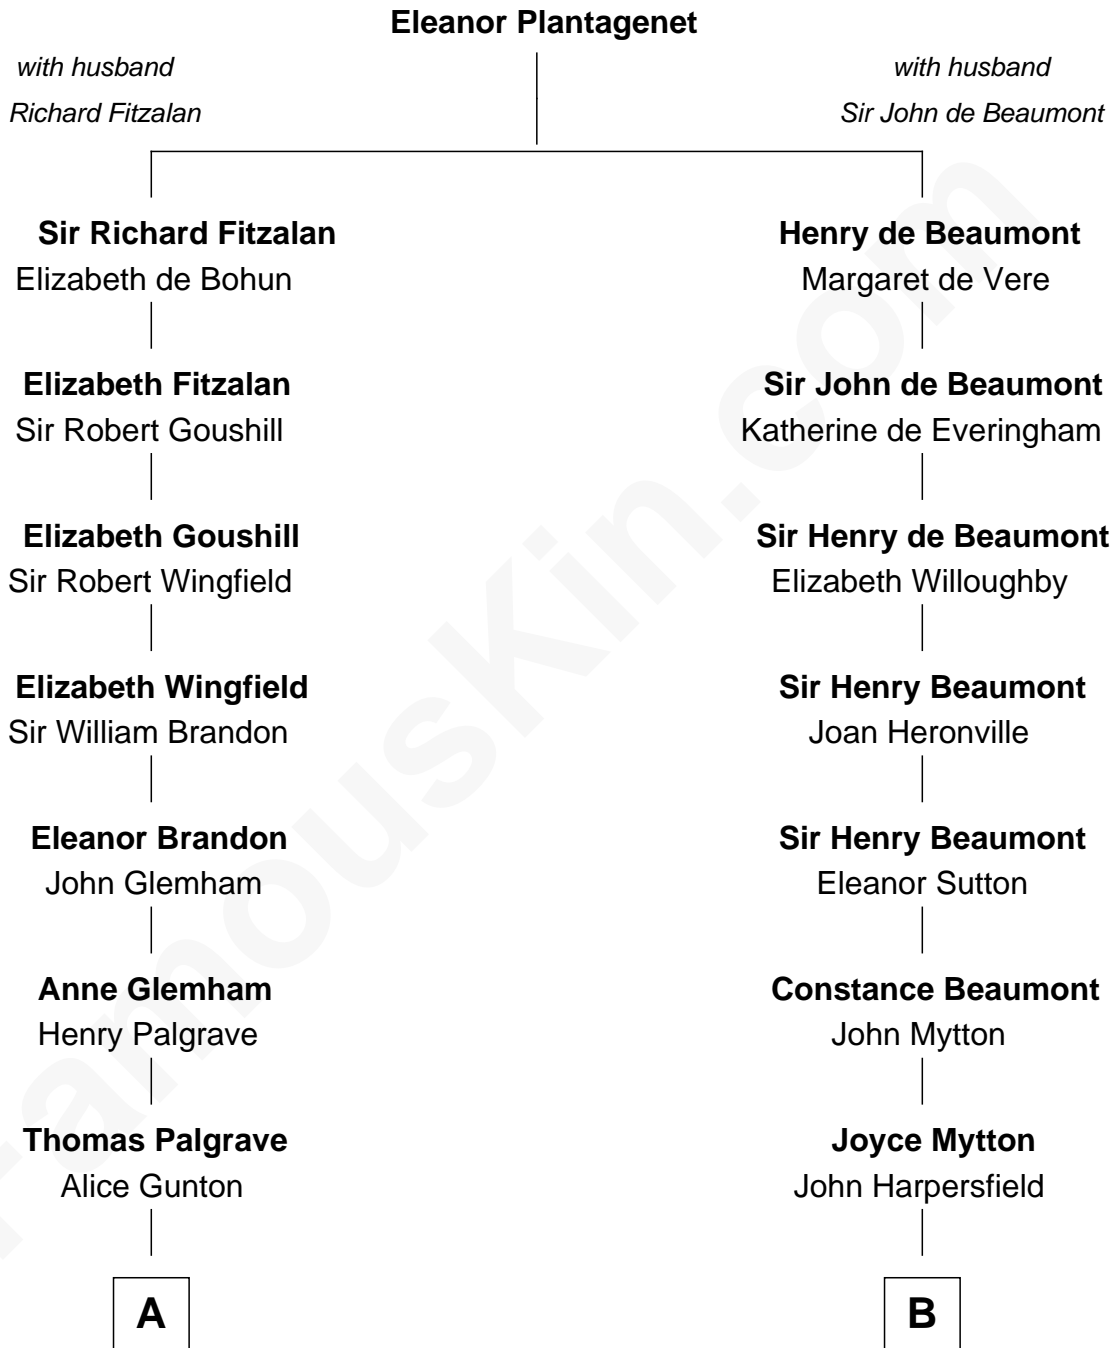 Eleanor Plantagenet
with husband
Richard Fitzalan
with husband
Sir John de Beaumont
Sir Richard Fitzalan
Elizabeth de Bohun
Henry de Beaumont
Margaret de Vere
Elizabeth Fitzalan
Sir Robert Goushill
Sir John de Beaumont
Katherine de Everingham
Elizabeth Goushill
Sir Robert Wingfield
Sir Henry de Beaumont
Elizabeth Willoughby
Elizabeth Wingfield
Sir William Brandon
Sir Henry Beaumont
Joan Heronville
Eleanor Brandon
John Glemham
Sir Henry Beaumont
Eleanor Sutton
Anne Glemham
Henry Palgrave
Constance Beaumont
John Mytton
Thomas Palgrave
Alice Gunton
Joyce Mytton
John Harpersfield
A
B
FamousKin.com